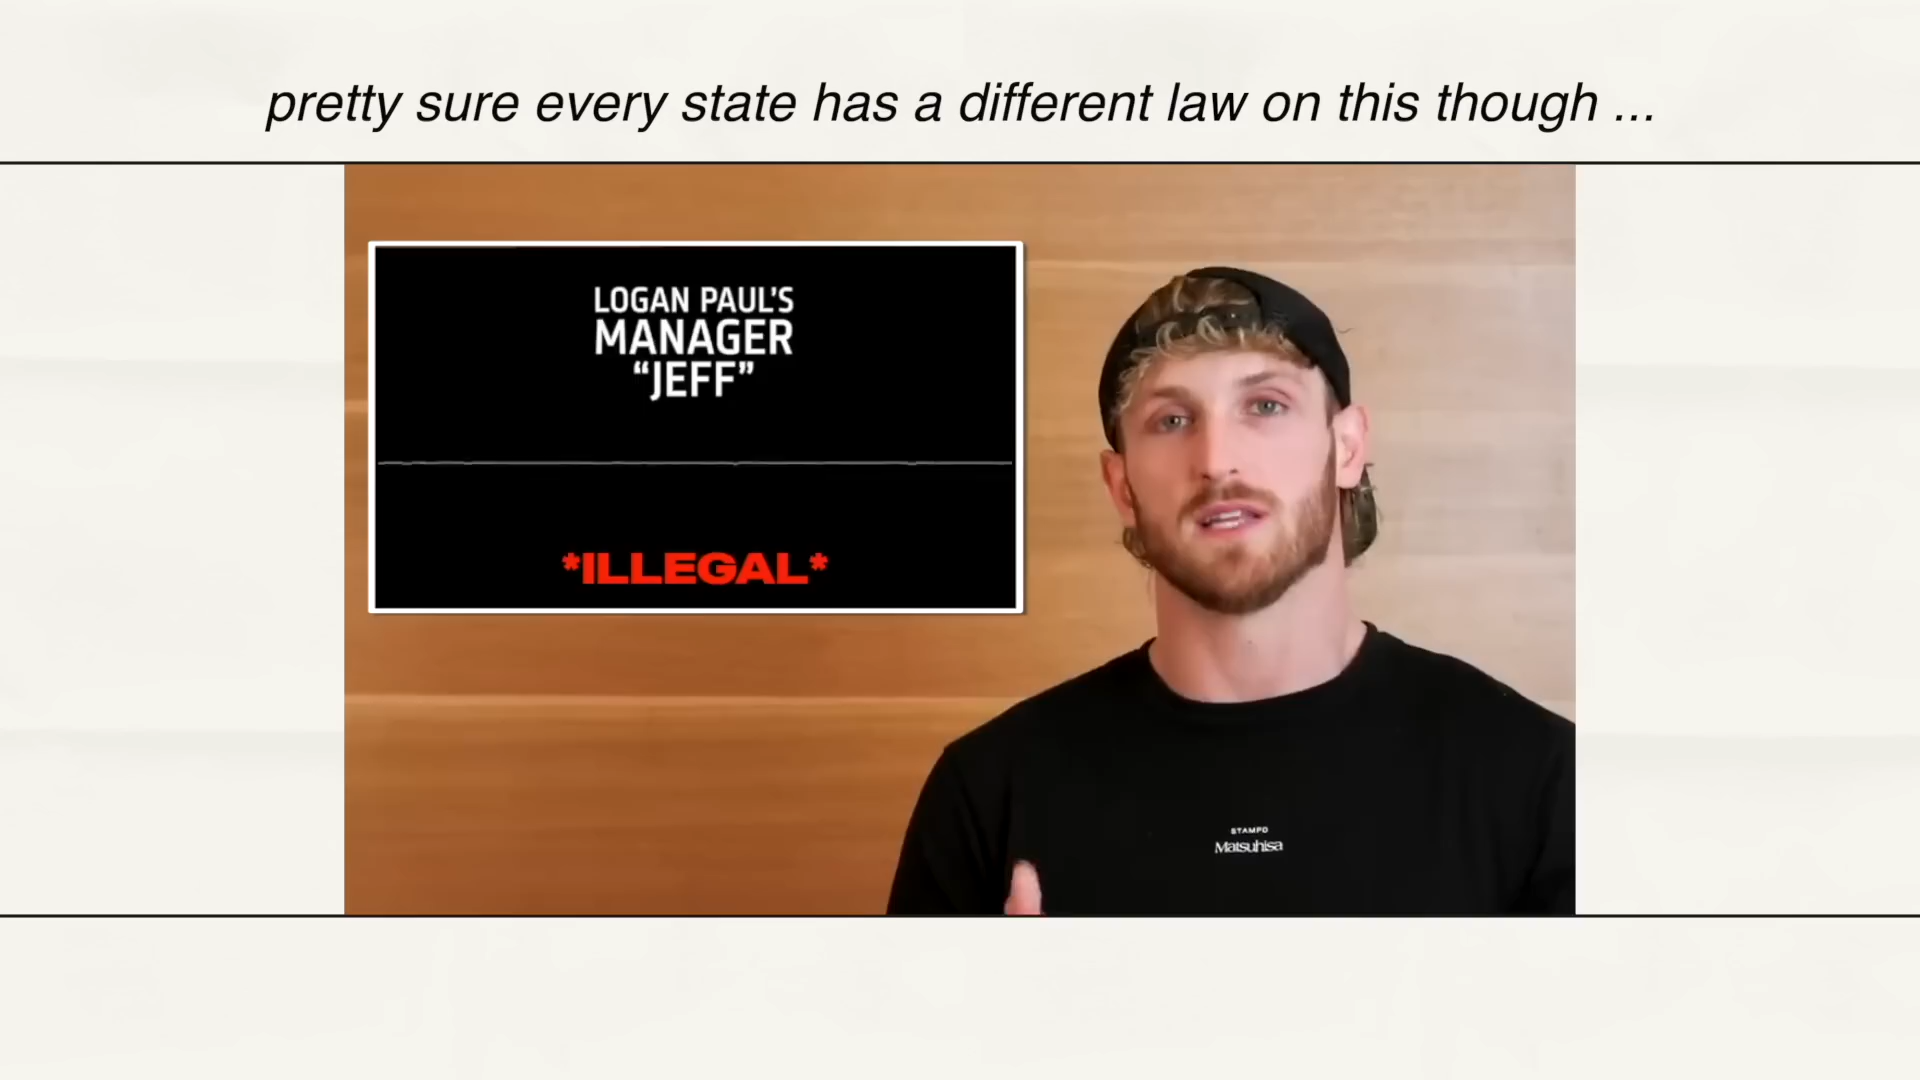 pretty sure every state has a different law on this though ...
LOGAN PAUL'S
MANAGER
“JEFF”
*ILLEGAL*
STAMPD
Matsuhisa